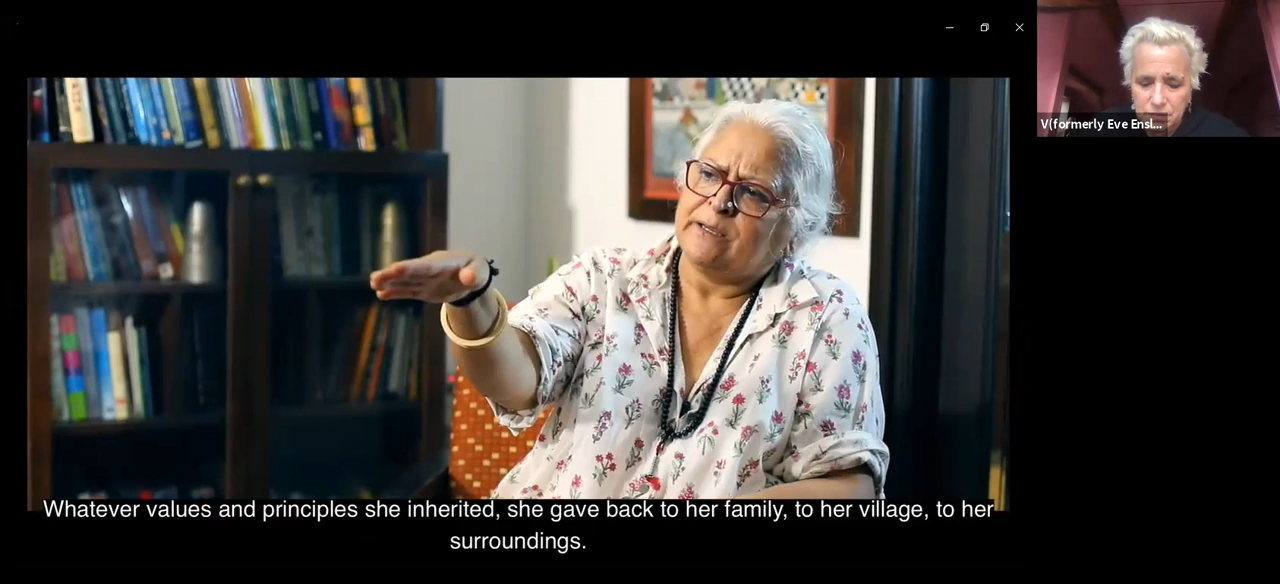 V(formerly Eve Ensl...
Whatever values and principles she inherited, she gave back to her family, to her village, to her
surroundings.